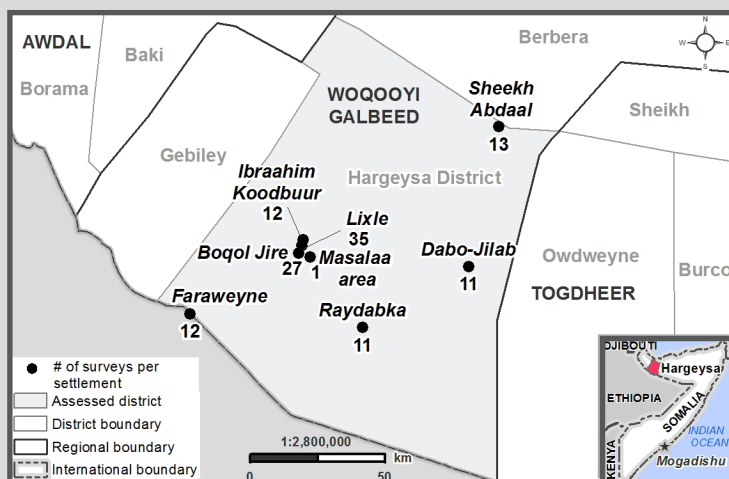 AWDAL
Baki
Borama
Berbera
N
W
E
S
Sheekh
Abdaal
13
Sheikh
WOQOOYI
GALBEED
Gebiley
Ibraahim
Koodbuur
12
Hargeysa District
Lixle
35
Boqol Jire
27
1
Masalaa
area
Dabo-Jilab
11
Owdweyne
Burco
TOGDHEER
Faraweyne
12
Raydabka
11
# of surveys per
settlement
Assessed district
District boundary
Regional boundary
International boundary
1:2,800,000
km
0
50
DJIBOUTI
Hargeysa
ETHIOPIA
SOMALIA
INDIAN
OCEAN
KENYA
Mogadishu